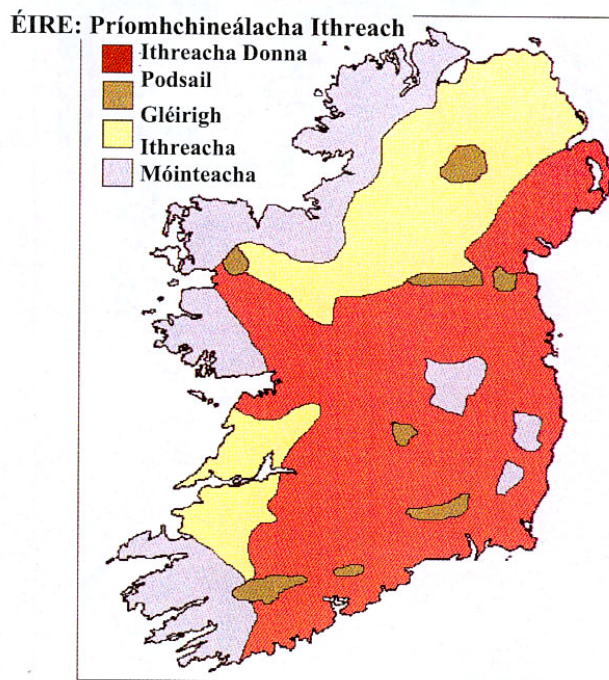 ÉIRE: Príomhchineálacha Ithreach
Ithreacha Donna
Podsail
Gléirigh
Ithreacha
Móinteacha